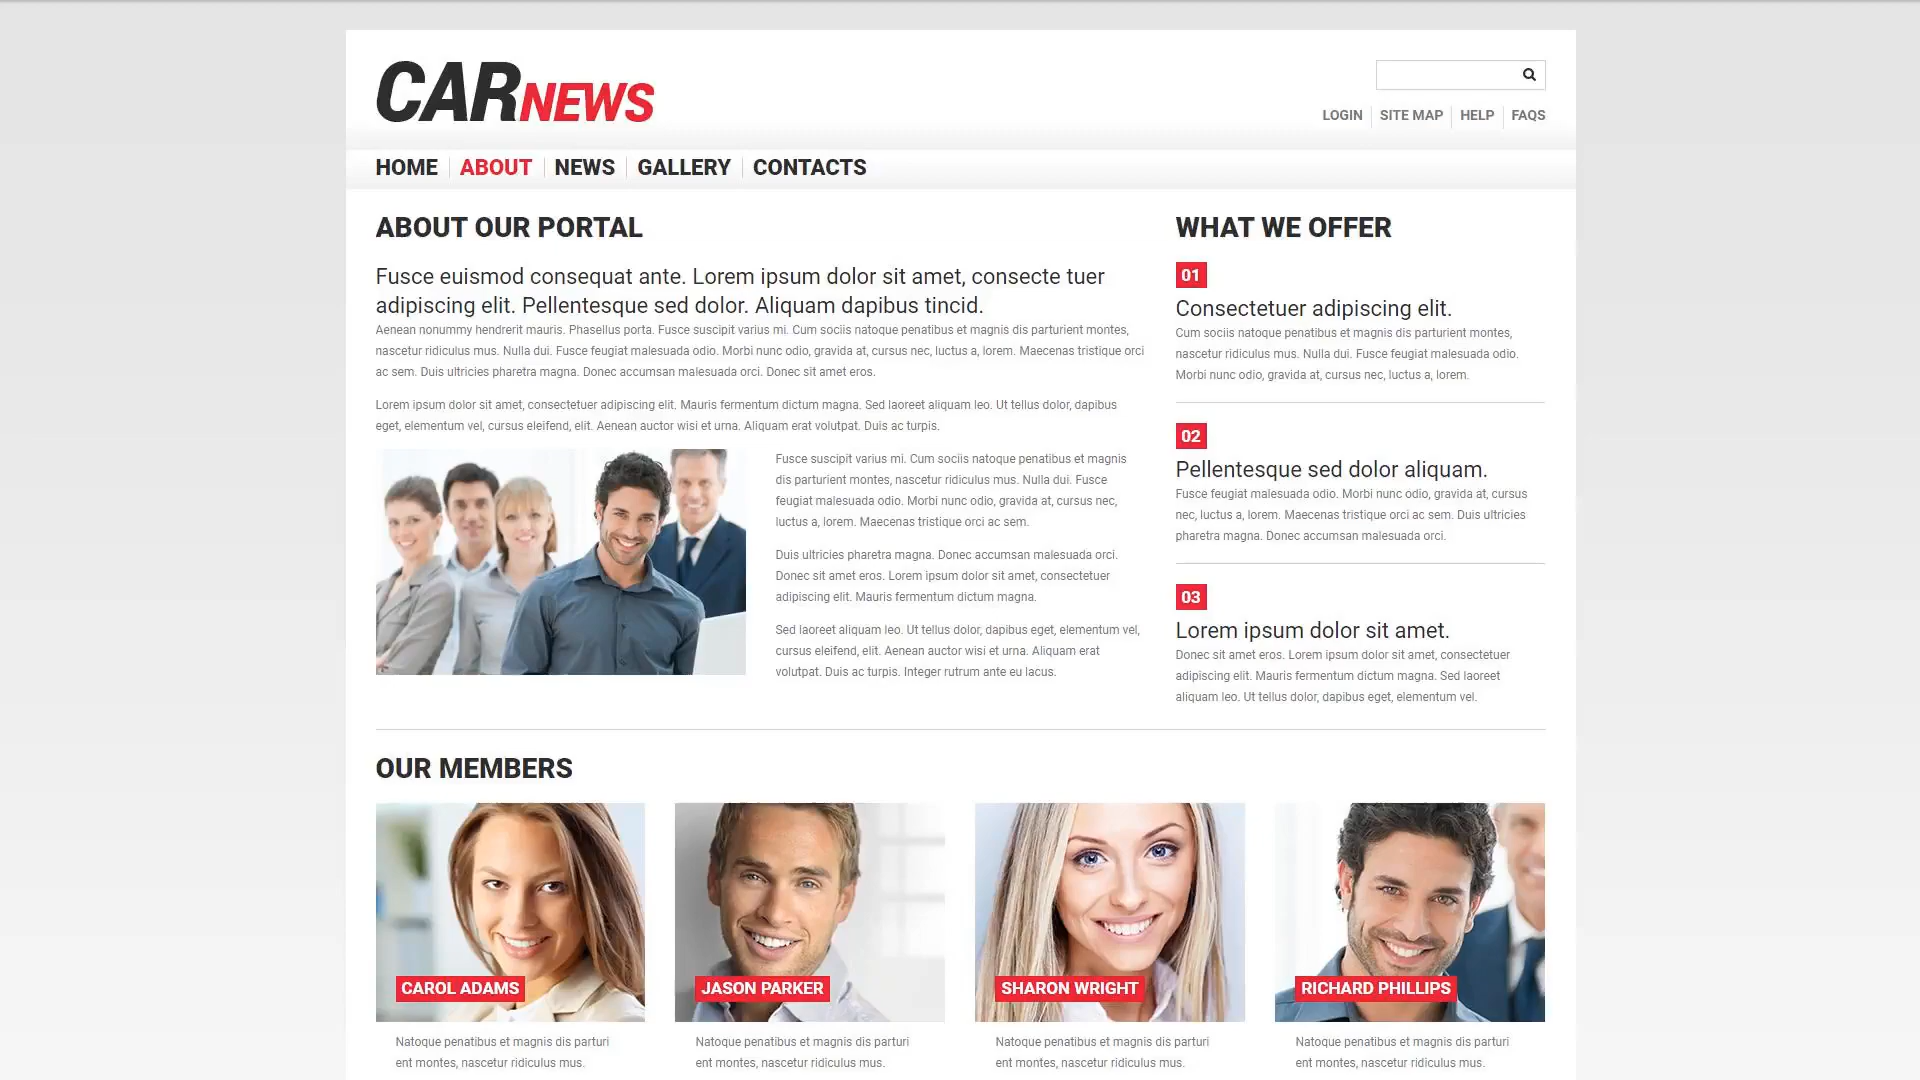 CARNEWS
LOGIN SITE MAP HELP FAQS
HOME ABOUT NEWS GALLERY CONTACTS
ABOUT OUR PORTAL
Fusce euismod consequat ante. Lorem ipsum dolor sit amet, consecte tuer
adipiscing elit. Pellentesque sed dolor. Aliquam dapibus tincid.
Aenean nonummy hendrerit mauris. Phasellus porta. Fusce suscipit varius mi. Cum sociis natoque penatibus et magnis dis parturient montes,
nascetur ridiculus mus. Nulla dui. Fusce feugiat malesuada odio. Morbi nunc odio, gravida at, cursus nec, luctus a, lorem. Maecenas tristique orci
ac sem. Duis ultricies pharetra magna. Donec accumsan malesuada orci. Donec sit amet eros.
Lorem ipsum dolor sit amet, consectetuer adipiscing elit. Mauris fermentum dictum magna. Sed laoreet aliquam leo. Ut tellus dolor, dapibus
eget, elementum vel, cursus eleifend, elit. Aenean auctor wisi et urna. Aliquam erat volutpat. Duis ac turpis.
Fusce suscipit varius mi. Cum sociis natoque penatibus et magnis
dis parturient montes, nascetur ridiculus mus. Nulla dui. Fusce
feugiat malesuada odio. Morbi nunc odio, gravida at, cursus nec,
luctus a, lorem. Maecenas tristique orci ac sem.
Duis ultricies pharetra magna. Donec accumsan malesuada orci.
Donec sit amet eros. Lorem ipsum dolor sit amet, consectetuer
adipiscing elit. Mauris fermentum dictum magna.
Sed laoreet aliquam leo. Ut tellus dolor, dapibus eget, elementum vel,
cursus eleifend, elit. Aenean auctor wisi et urna. Aliquam erat
volutpat. Duis ac turpis. Integer rutrum ante eu lacus.
WHAT WE OFFER
01
Consectetuer adipiscing elit.
Cum sociis natoque penatibus et magnis dis parturient montes,
nascetur ridiculus mus. Nulla dui. Fusce feugiat malesuada odio.
Morbi nunc odio, gravida at, cursus nec, luctus a, lorem.
02
Pellentesque sed dolor aliquam.
Fusce feugiat malesuada odio. Morbi nunc odio, gravida at, cursus
nec, luctus a, lorem. Maecenas tristique orci ac sem. Duis ultricies
pharetra magna. Donec accumsan malesuada orci.
03
Lorem ipsum dolor sit amet.
Donec sit amet eros. Lorem ipsum dolor sit amet, consectetuer
adipiscing elit. Mauris fermentum dictum magna. Sed laoreet
aliquam leo. Ut tellus dolor, dapibus eget, elementum vel.
OUR MEMBERS
CAROL ADAMS
Natoque penatibus et magnis dis parturi
ent montes, nascetur ridiculus mus.
JASON PARKER
Natoque penatibus et magnis dis parturi
ent montes, nascetur ridiculus mus.
SHARON WRIGHT
Natoque penatibus et magnis dis parturi
ent montes, nascetur ridiculus mus.
RICHARD PHILLIPS
Natoque penatibus et magnis dis parturi
ent montes, nascetur ridiculus mus.